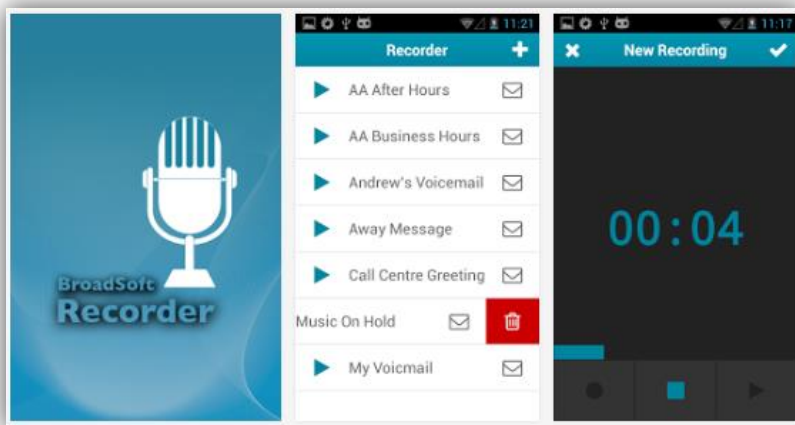 BroadSoft
Recorder
11:21
Recorder
AA After Hours
AA Business Hours
Andrew's Voicemail
Away Message
Call Centre Greeting
Music On Hold
My Voicmail
11:17
New Recording
00:04